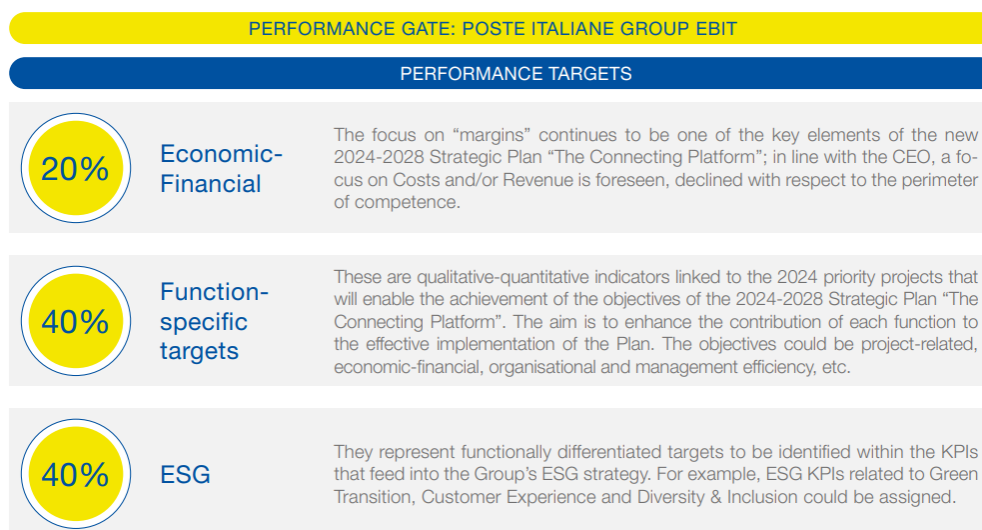 PERFORMANCE GATE: POSTE ITALIANE GROUP EBIT
PERFORMANCE TARGETS
20%
Economic-
Financial
The focus on “margins” continues to be one of the key elements of the new
2024-2028 Strategic Plan “The Connecting Platform”; in line with the CEO, a fo-
cus on Costs and/or Revenue is foreseen, declined with respect to the perimeter
of competence.
40%
Function-
specific
targets
These are qualitative-quantitative indicators linked to the 2024 priority projects that
will enable the achievement of the objectives of the 2024-2028 Strategic Plan “The
Connecting Platform”. The aim is to enhance the contribution of each function to
the effective implementation of the Plan. The objectives could be project-related,
economic-financial, organisational and management efficiency, etc.
40%
ESG
They represent functionally differentiated targets to be identified within the KPIs
that feed into the Group’s ESG strategy. For example, ESG KPIs related to Green
Transition, Customer Experience and Diversity & Inclusion could be assigned.